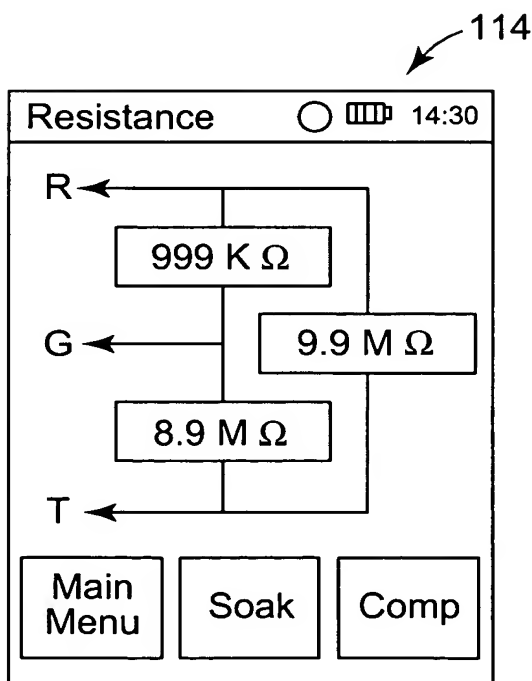 114
Resistance 14:30
R
999 K Ω
G
9.9 M Ω
8.9 M Ω
T
Main
Menu
Soak
Comp